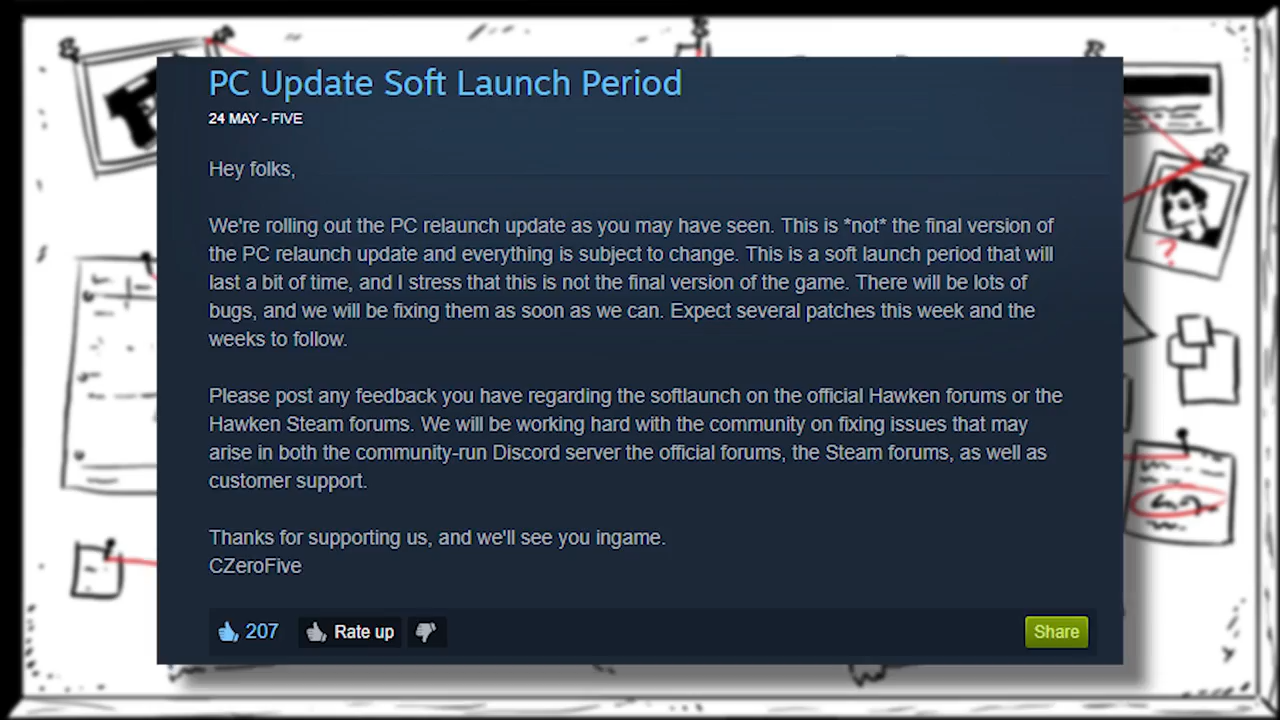 PC Update Soft Launch Period
24 MAY - FIVE
Hey folks,
We're rolling out the PC relaunch update as you may have seen. This is *not* the final version of
the PC relaunch update and everything is subject to change. This is a soft launch period that will
last a bit of time, and I stress that this is not the final version of the game. There will be lots of
bugs, and we will be fixing them as soon as we can. Expect several patches this week and the
weeks to follow.
Please post any feedback you have regarding the softlaunch on the official Hawken forums or the
Hawken Steam forums. We will be working hard with the community on fixing issues that may
arise in both the community-run Discord server the official forums, the Steam forums, as well as
customer support.
Thanks for supporting us, and we'll see you ingame.
CZeroFive
207
Rate up
Share
?